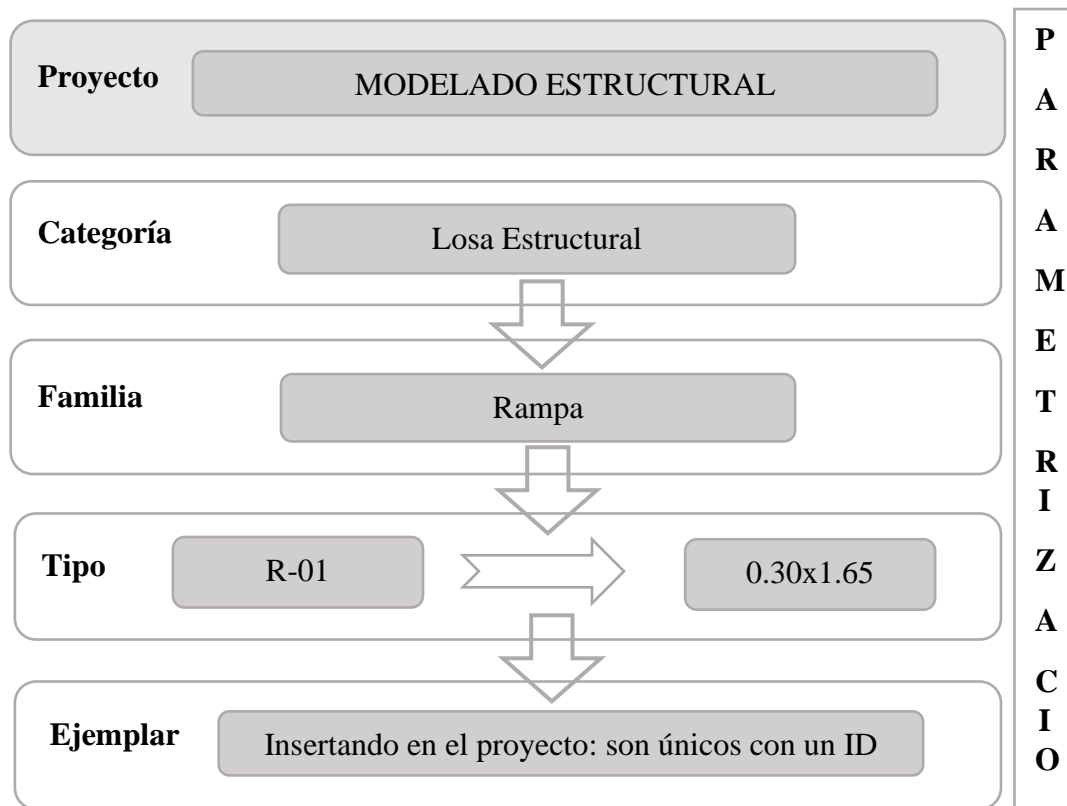 Proyecto
MODELADO ESTRUCTURAL
Categoría
Losa Estructural
Familia
Rampa
Tipo
R-01
0.30x1.65
Ejemplar
Insertando en el proyecto: son únicos con un ID
P
A
R
A
M
E
T
R
I
Z
A
C
I
O